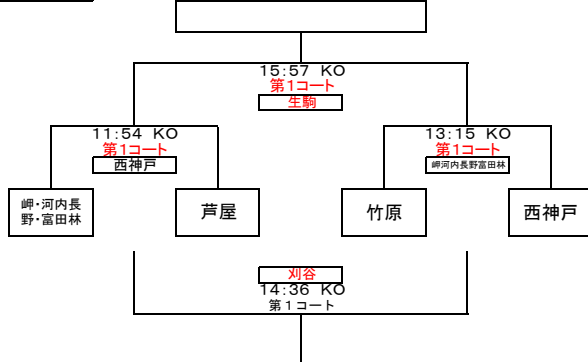 15:57 KO
第1コート
生駒
11:54 KO
第1コート
西神戸
13:15 KO
第1コート
岬河内長野富田林
岬・河内長
野・富田林
芦屋
竹原
西神戸
刈谷
14:36 KO
第1コート